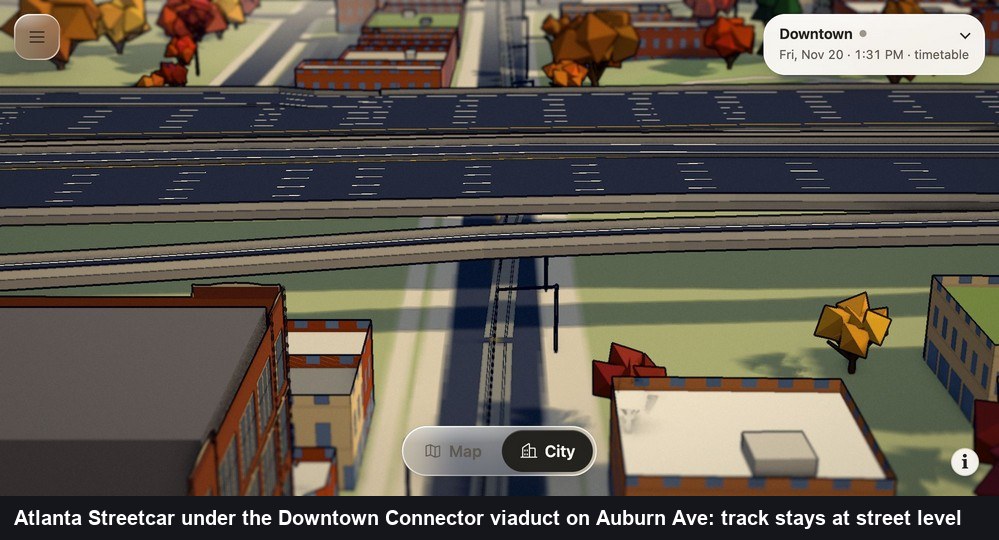 Downtown
Fri, Nov 20 · 1:31 PM · timetable
Map
City
Atlanta Streetcar under the Downtown Connector viaduct on Auburn Ave: track stays at street level